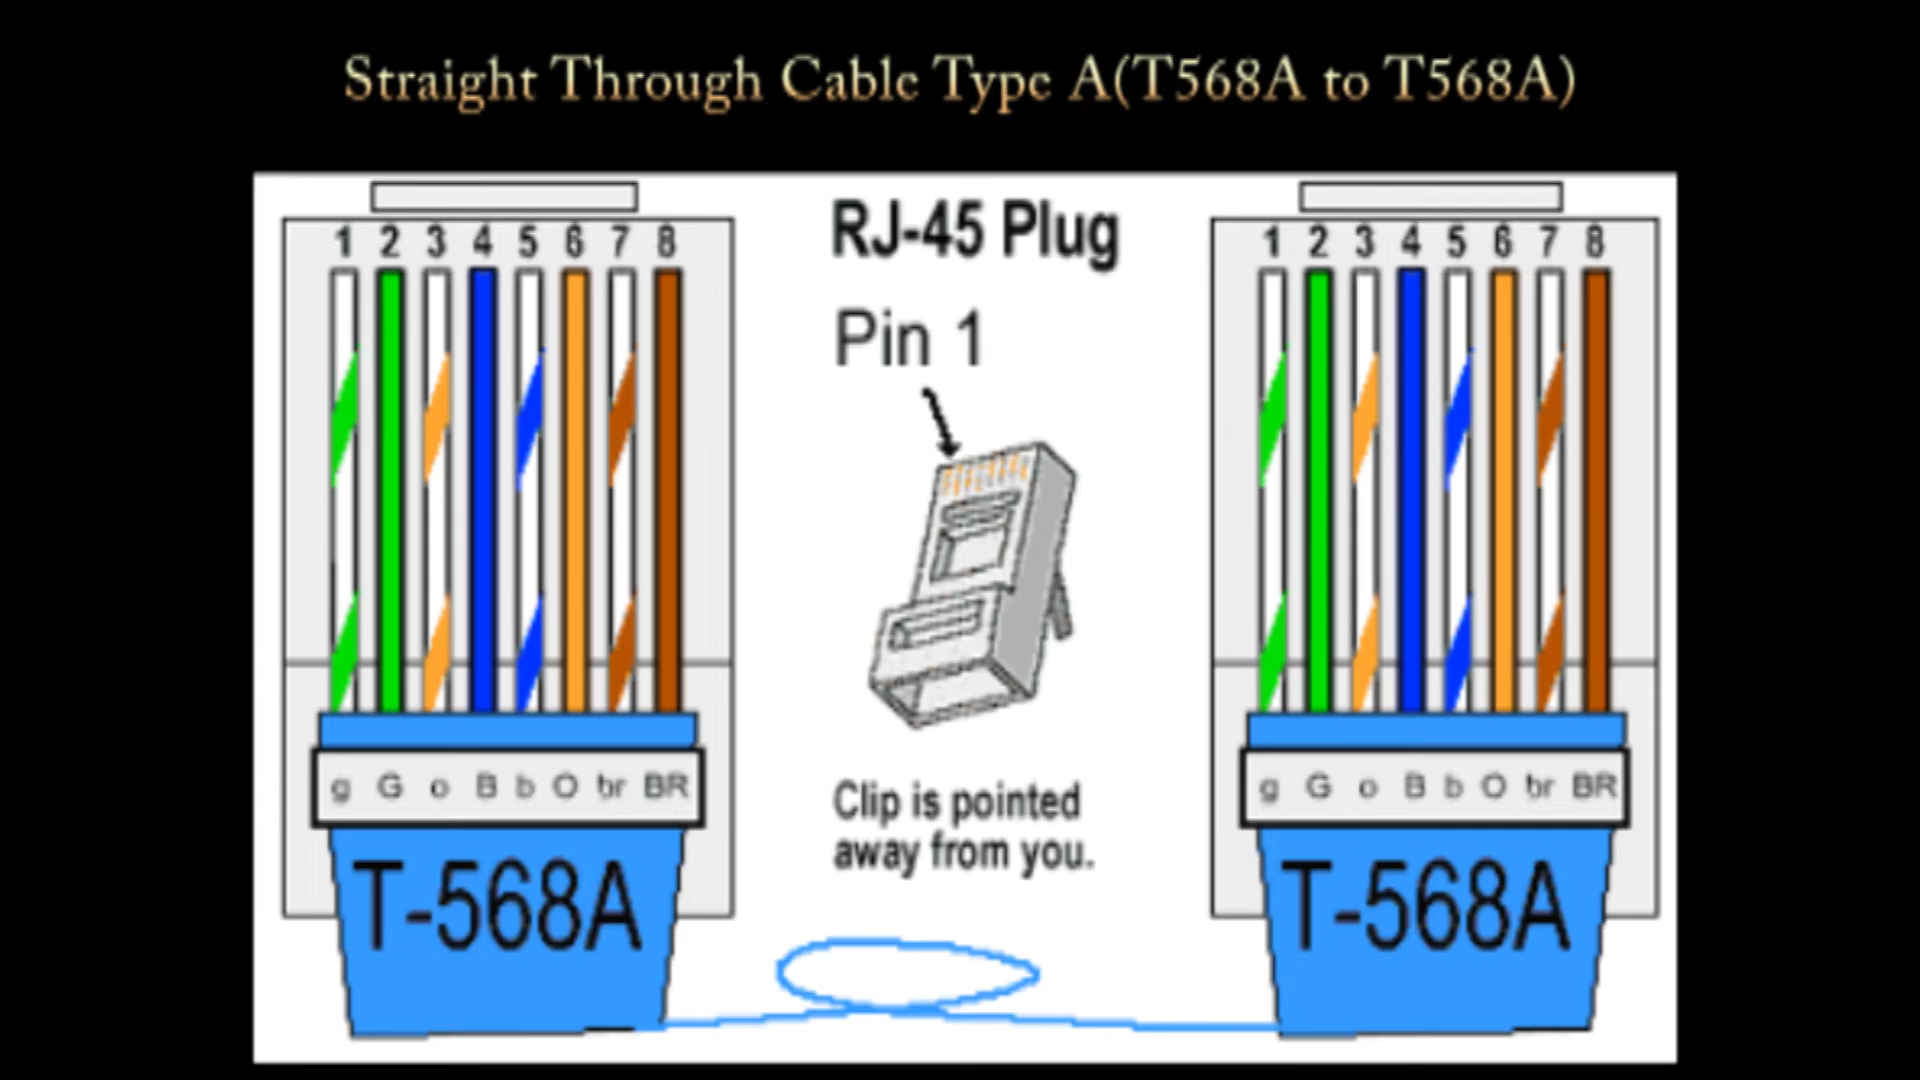 Straight Through Cable Type A(T568A to T568A)
1 2 3 4 5 6 7 8
RJ-45 Plug
Pin 1
1 2 3 4 5 6 7 8
g G o B b O br BR
Clip is pointed
away from you.
g G o B b O br BR
T-568A
T-568A